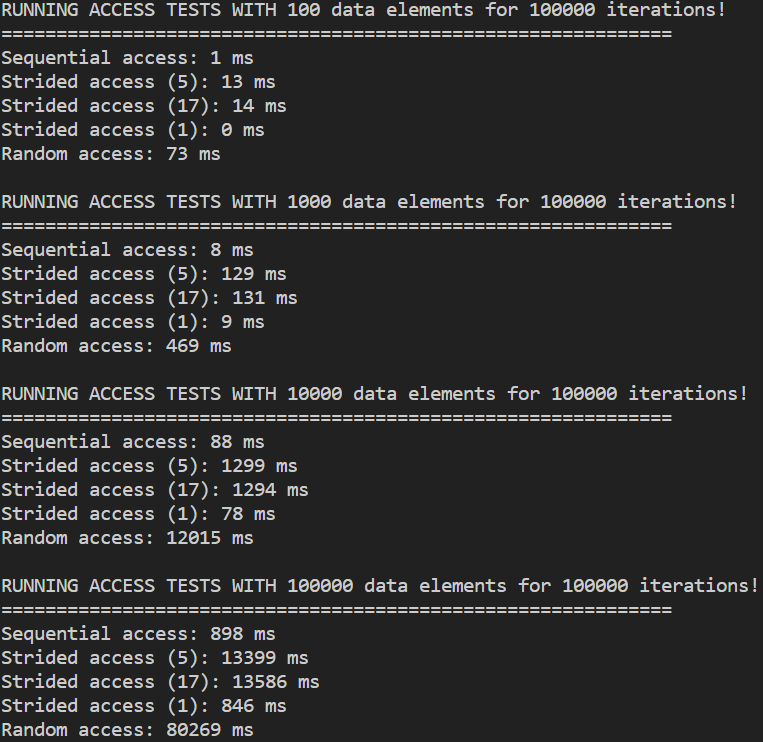 RUNNING ACCESS TESTS WITH 100 data elements for 100000 iterations!
=============================================================
Sequential access: 1 ms
Strided access (5): 13 ms
Strided access (17): 14 ms
Strided access (1): 0 ms
Random access: 73 ms

RUNNING ACCESS TESTS WITH 1000 data elements for 100000 iterations!
=============================================================
Sequential access: 8 ms
Strided access (5): 129 ms
Strided access (17): 131 ms
Strided access (1): 9 ms
Random access: 469 ms

RUNNING ACCESS TESTS WITH 10000 data elements for 100000 iterations!
=============================================================
Sequential access: 88 ms
Strided access (5): 1299 ms
Strided access (17): 1294 ms
Strided access (1): 78 ms
Random access: 12015 ms

RUNNING ACCESS TESTS WITH 100000 data elements for 100000 iterations!
=============================================================
Sequential access: 898 ms
Strided access (5): 13399 ms
Strided access (17): 13586 ms
Strided access (1): 846 ms
Random access: 80269 ms